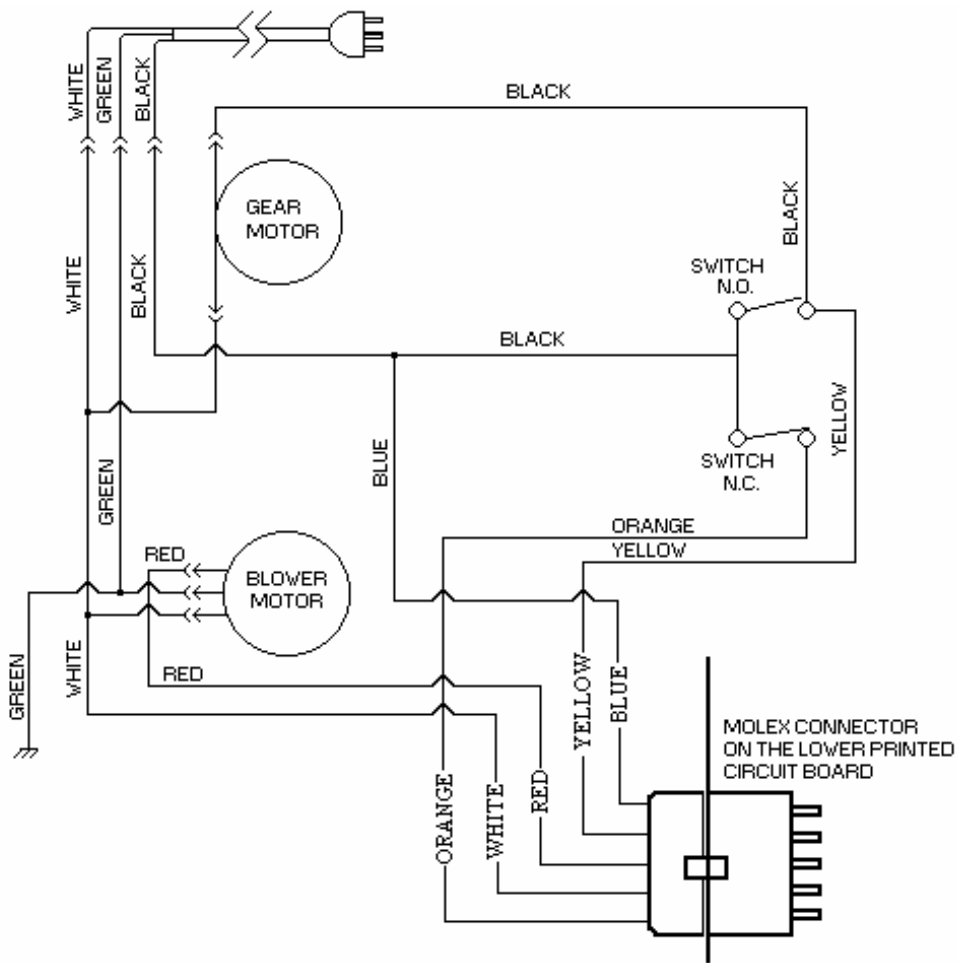 WHITE
GREEN
BLACK
BLACK
GEAR
MOTOR
BLACK
WHITE
BLACK
SWITCH
N.O.
BLACK
YELLOW
BLUE
SWITCH
N.C.
GREEN
ORANGE
YELLOW
RED
BLOWER
MOTOR
GREEN
WHITE
RED
YELLOW
BLUE
MOLEX CONNECTOR
ON THE LOWER PRINTED
CIRCUIT BOARD
ORANGE
WHITE
RED